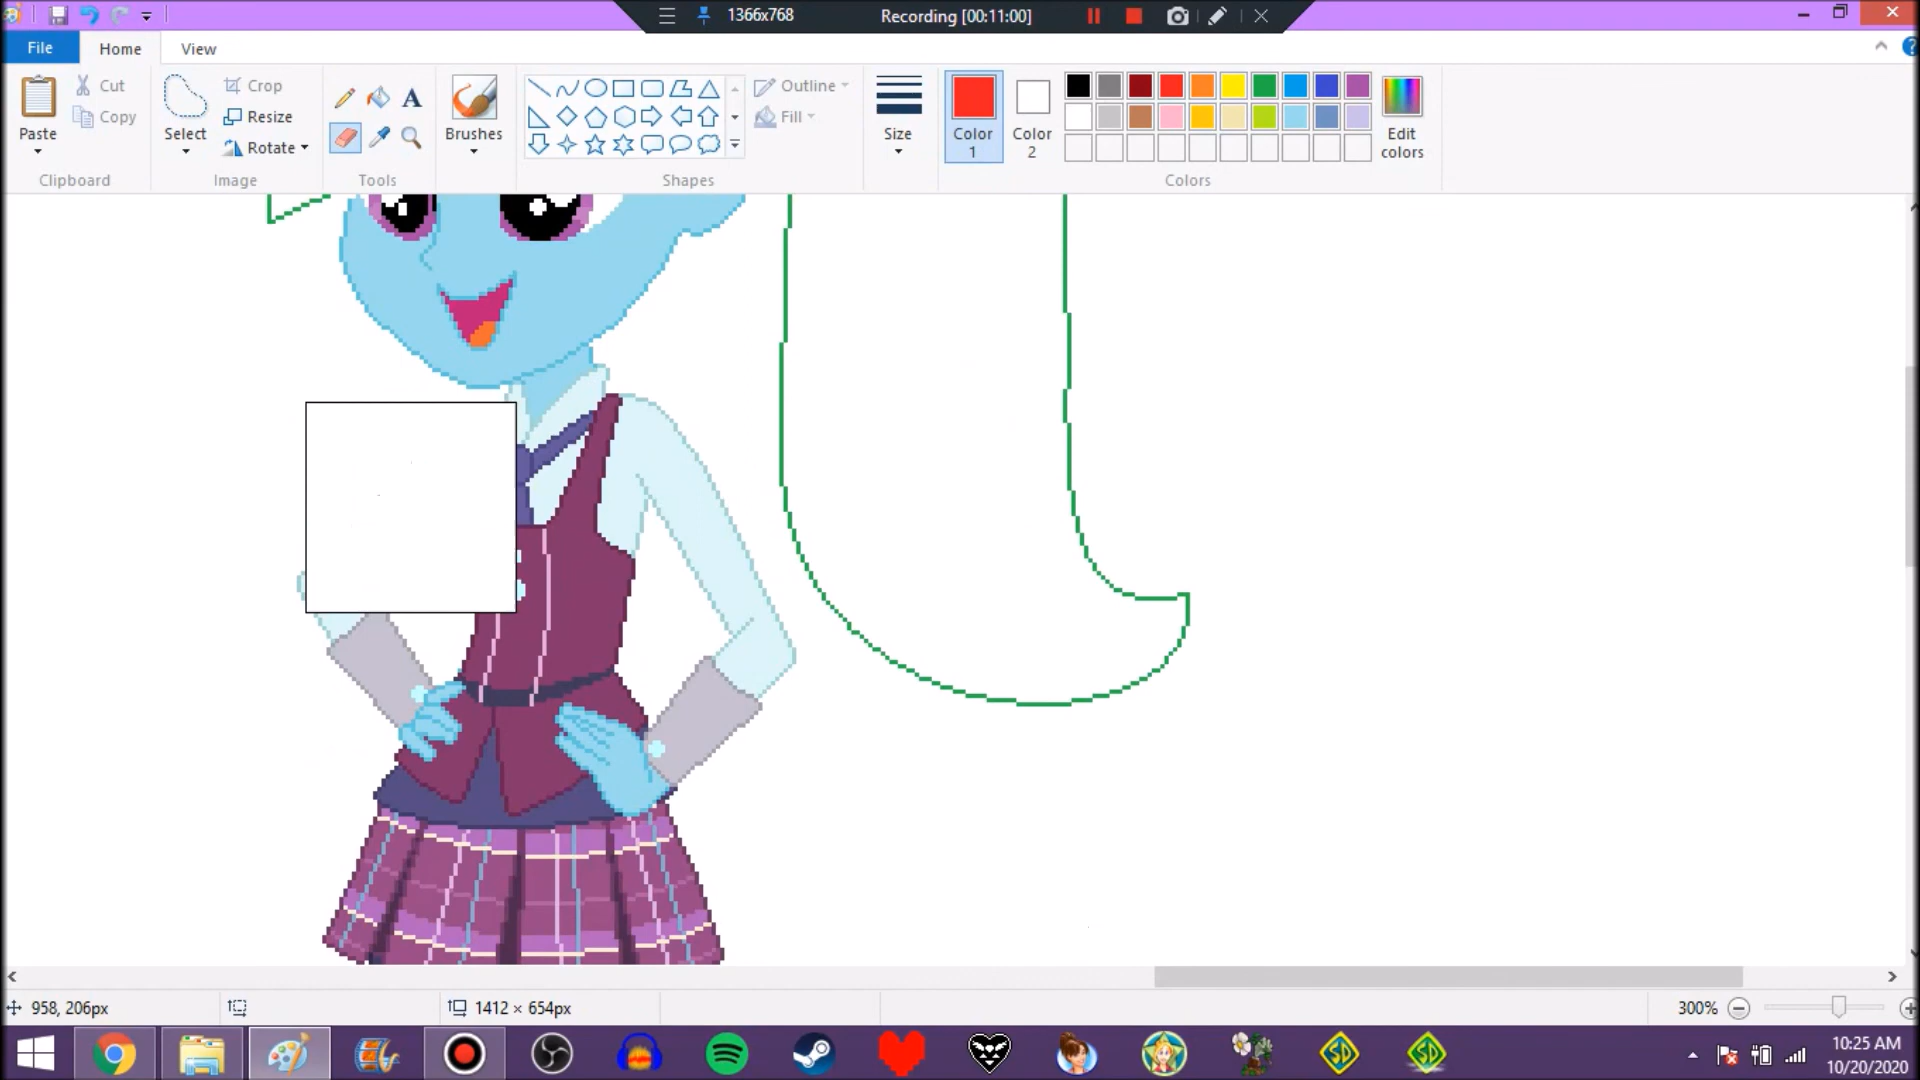 1366x768
Recording [00:11:00]
File
Home
View
Paste
Cut
Copy
Clipboard
Select
Crop
Resize
Rotate
Image
Tools
Brushes
Outline
Fill
Shapes
Size
Color
1
Color
2
Edit
colors
Colors
958, 206px
1412 × 654px
300%
SD
SD
10:25 AM
10/20/2020